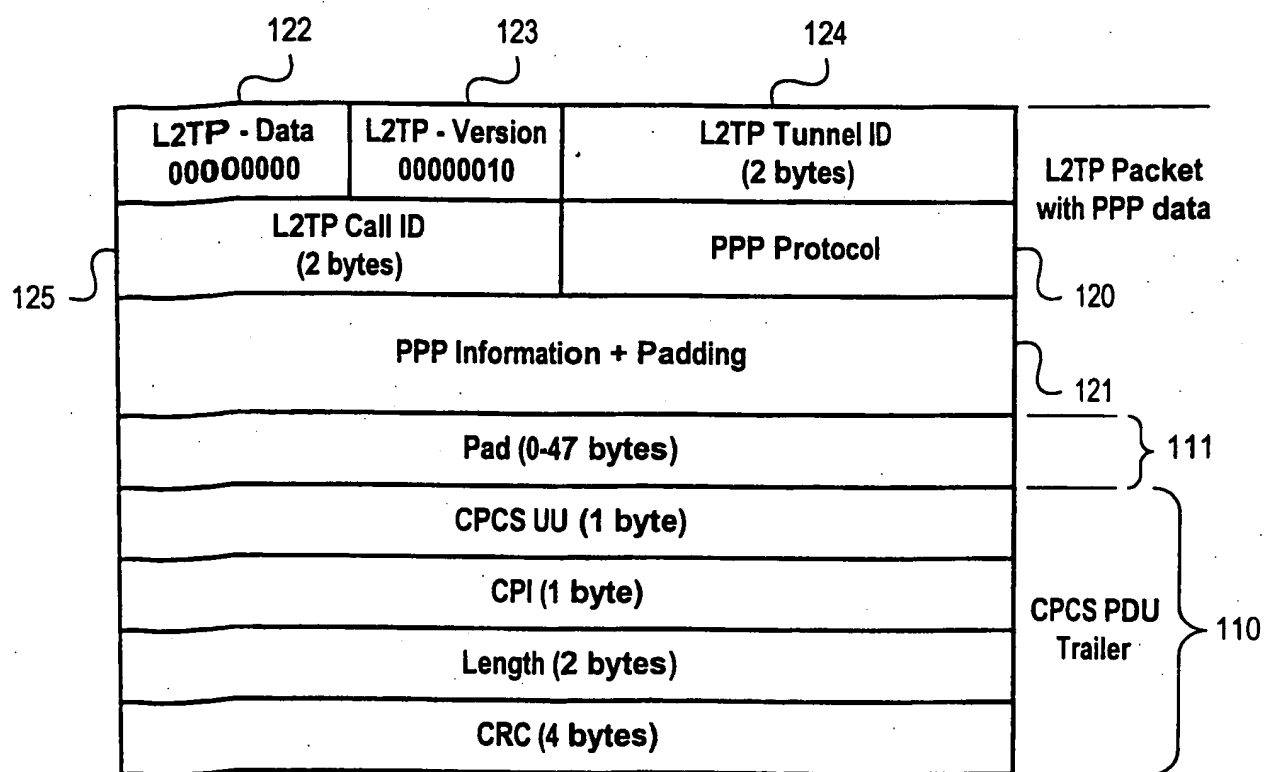 122
123
124
L2TP - Data
00000000
L2TP - Version
00000010
L2TP Tunnel ID
(2 bytes)
L2TP Packet
with PPP data
L2TP Call ID
(2 bytes)
PPP Protocol
125
120
PPP Information + Padding
121
Pad (0-47 bytes)
111
CPCS UU (1 byte)
CPI (1 byte)
Length (2 bytes)
CRC (4 bytes)
CPCS PDU
Trailer
110